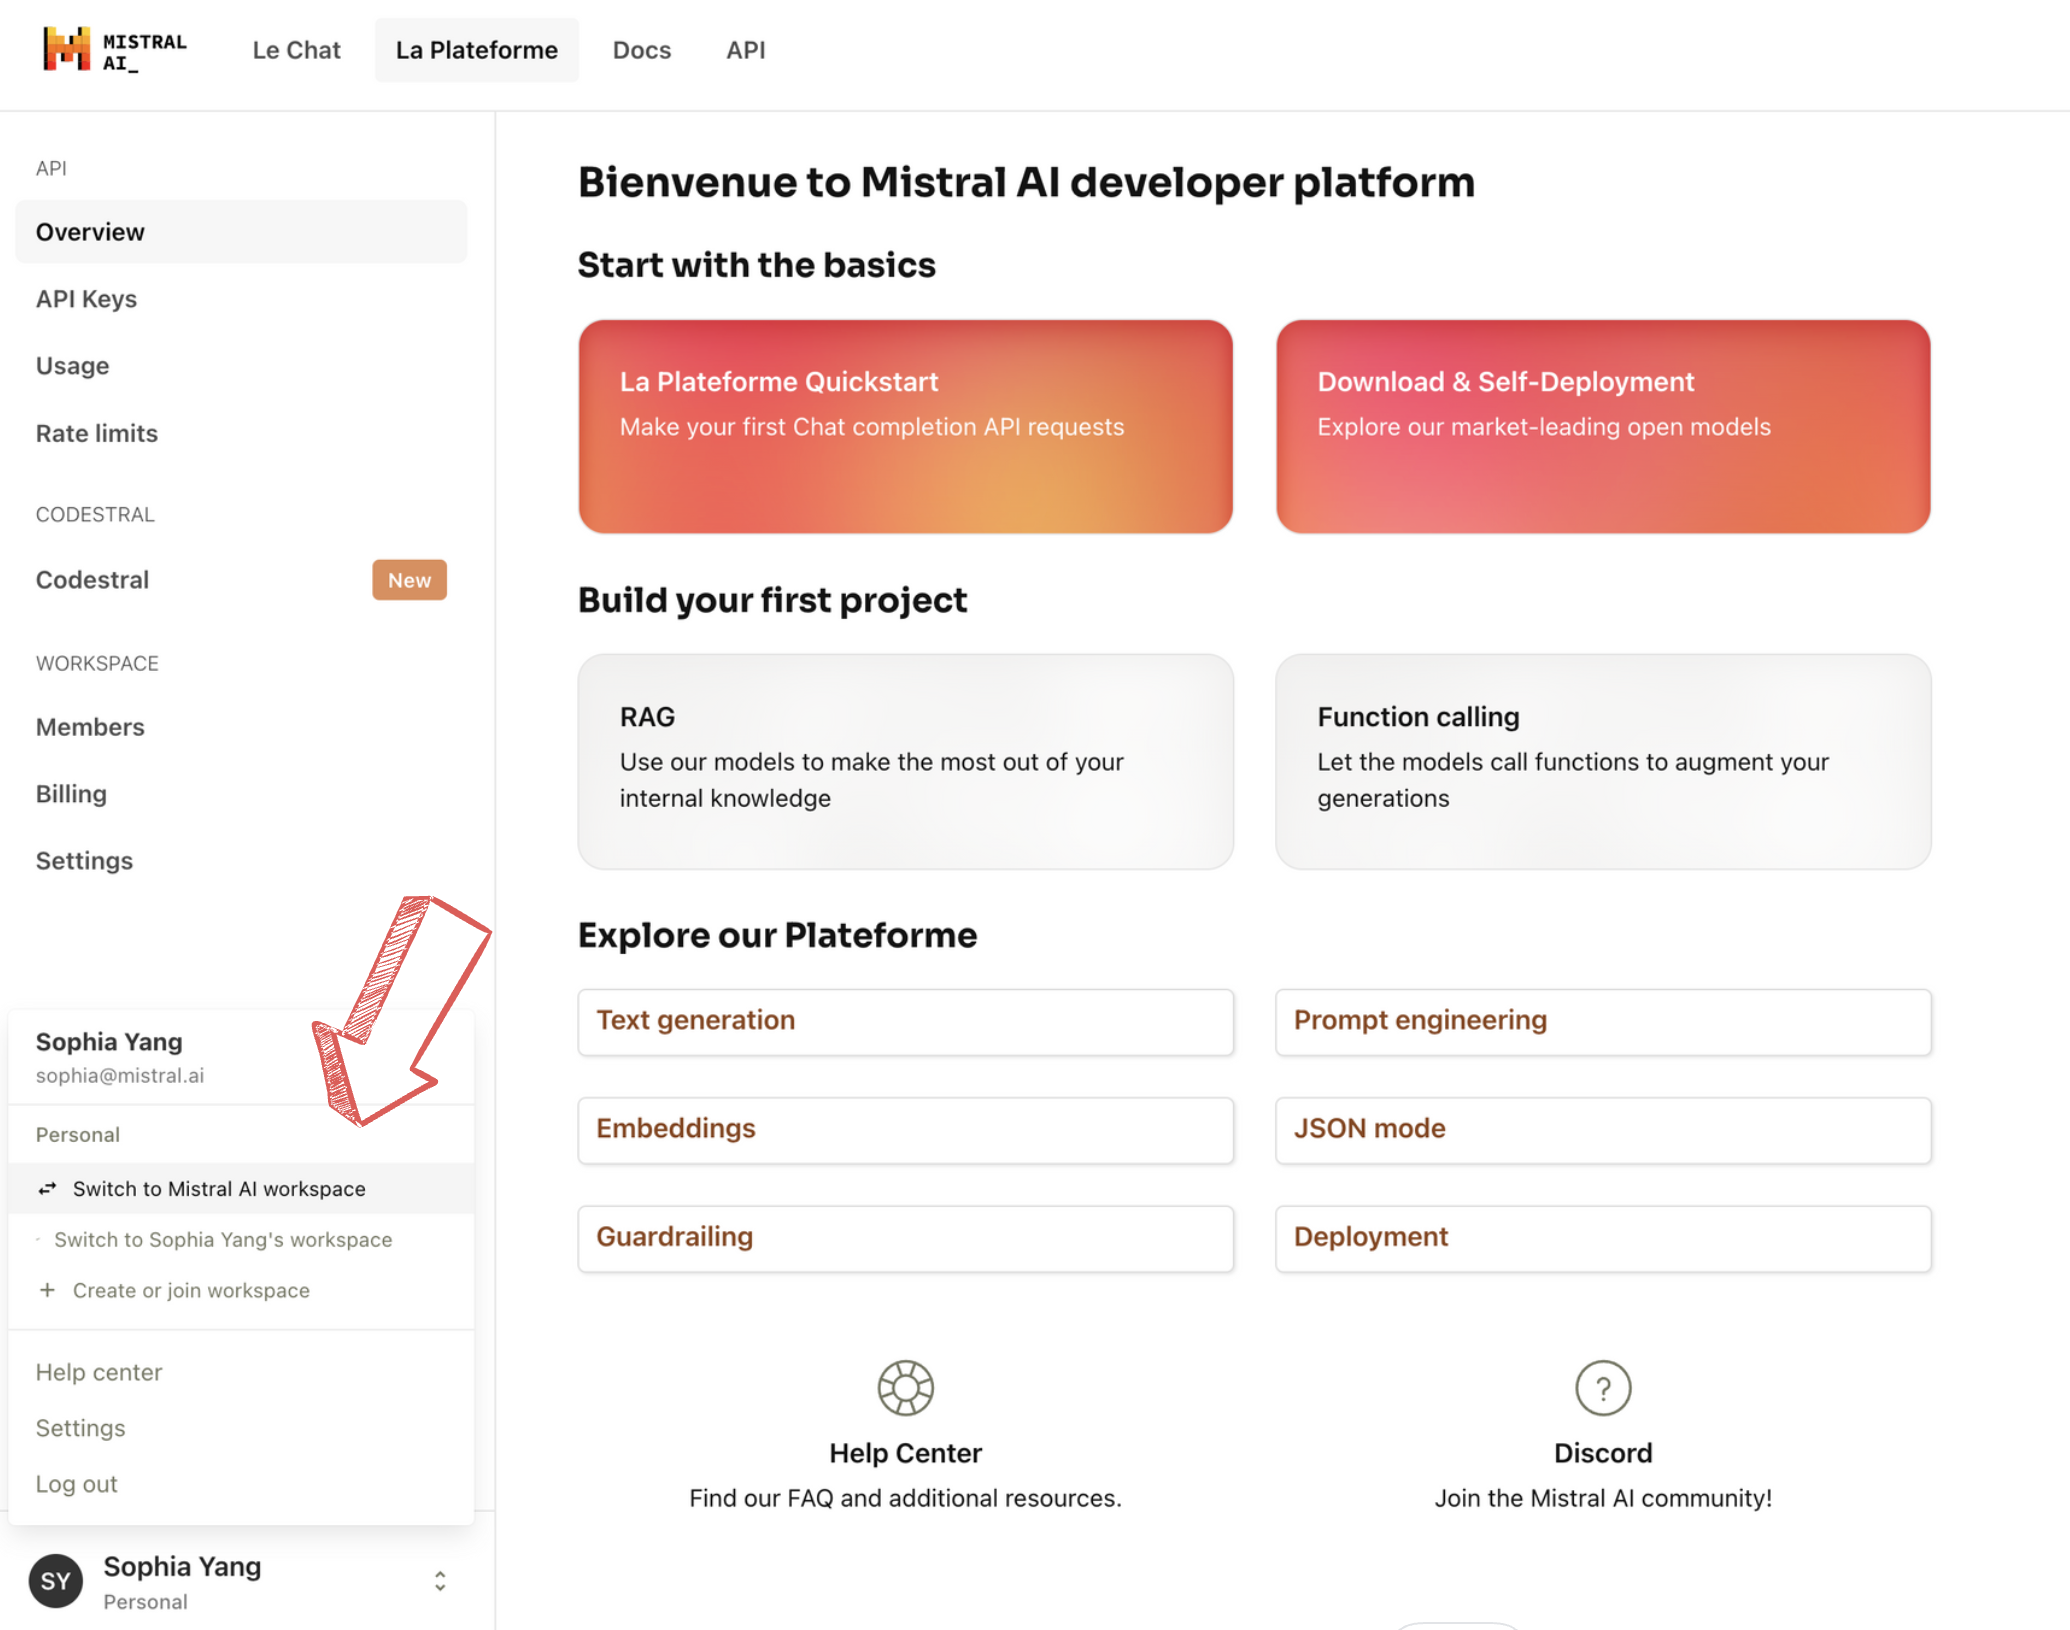 MISTRAL
AI_
Le Chat
La Plateforme
Docs
API
API
Overview
API Keys
Usage
Rate limits
CODESTRAL
Codestral
New
WORKSPACE
Members
Billing
Settings
Sophia Yang
sophia@mistral.ai
Personal
Switch to Mistral AI workspace
Switch to Sophia Yang's workspace
+ Create or join workspace
Help center
Settings
Log out
SY
Sophia Yang
Personal
Bienvenue to Mistral AI developer platform
Start with the basics
La Plateforme Quickstart
Make your first Chat completion API requests
Download & Self-Deployment
Explore our market-leading open models
Build your first project
RAG
Use our models to make the most out of your
internal knowledge
Function calling
Let the models call functions to augment your
generations
Explore our Plateforme
Text generation
Prompt engineering
Embeddings
JSON mode
Guardrailing
Deployment
Help Center
Find our FAQ and additional resources.
?
Discord
Join the Mistral AI community!